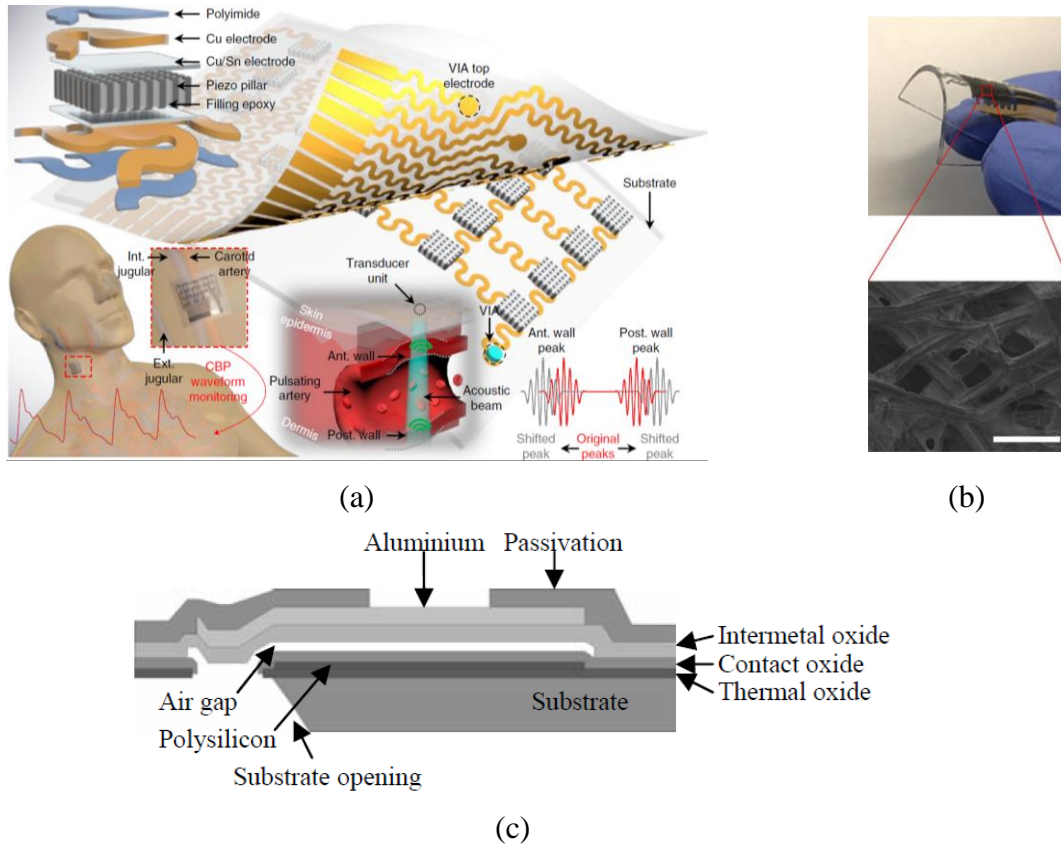 Polyimide
Cu electrode
Cu/Sn electrode
Piezo pillar
Filling epoxy
VIA top
electrode
Substrate
Int.
jugular
Carotid
artery
Ext.
jugular
CBP
waveform
monitoring
Transducer
unit
Skin
epidermis
Ant. wall
Pulsating
artery
Acoustic
beam
Post. wall
Dermis
VIA
Ant. wall
peak
Post. wall
peak
Shifted
peak
Original
peaks
Shifted
peak
(a)
(b)
Aluminium
Passivation
Intermetal oxide
Contact oxide
Thermal oxide
Air gap
Polysilicon
Substrate
Substrate opening
(c)